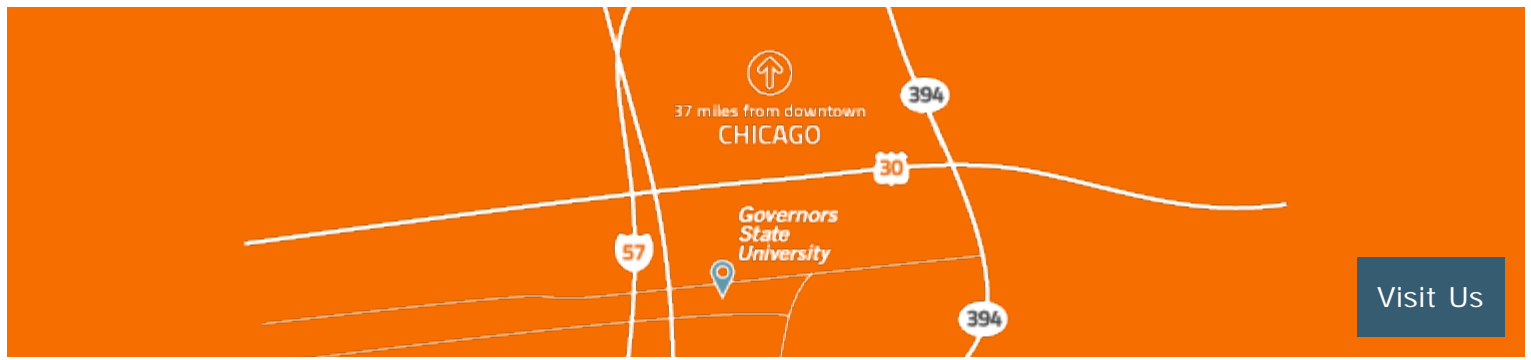 394
37 miles from downtown
CHICAGO
30
Governors
State
University
57
Visit Us
394